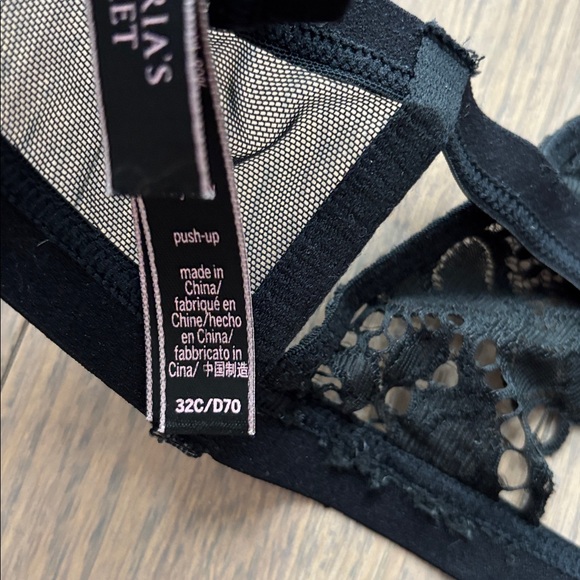 RIA'S
RET
push-up
made in
China/
fabriqué en
Chine/hecho
en China/
fabbricato in
Cina/ 中国制造
32C/D70